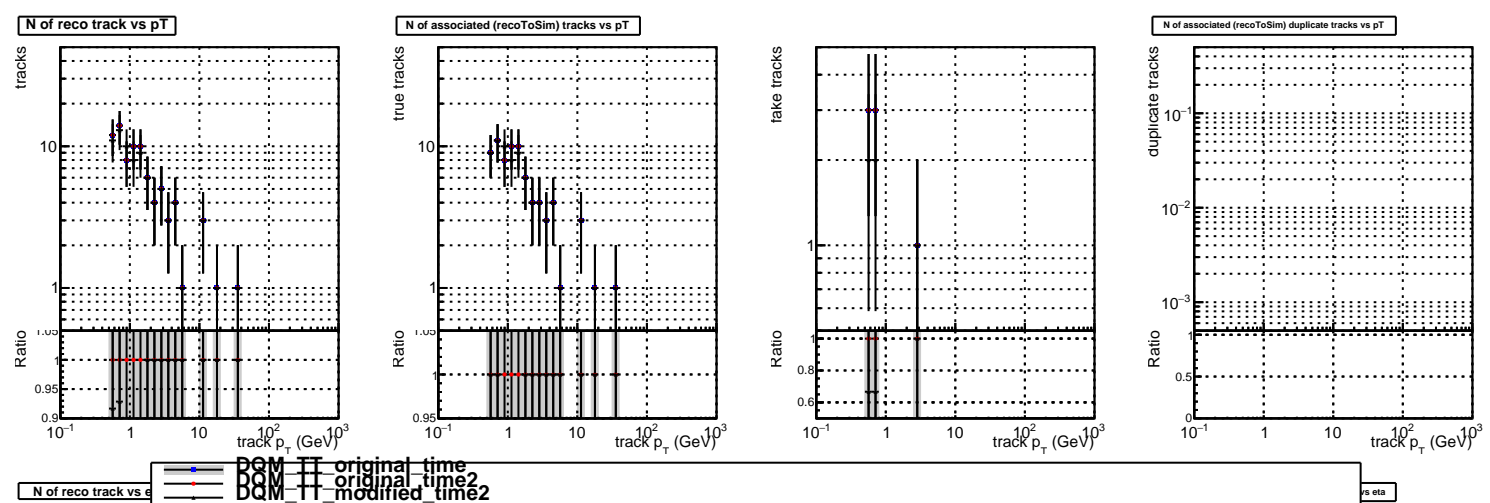 N of reco track vs pT
N of associated (recoToSim) tracks vs pT
N of associated (recoToSim) duplicate tracks vs pT
tracks
10
1
Ratio
1.05
1
0.95
0.9
10⁻¹ 1 10 10² 10³
track p_T (GeV)
true tracks
10
1
Ratio
1.05
1
0.95
10⁻¹ 1 10 10² 10³
track p_T (GeV)
fake tracks
1
Ratio
1
0.8
0.6
10⁻¹ 1 10 10² 10³
track p_T (GeV)
duplicate tracks
10⁻¹
10⁻²
10⁻³
Ratio
1
0.5
0
10⁻¹ 1 10 10² 10³
track p_T (GeV)
DQM_TT_original_time
DQM_TT_original_time2
DQM_TT_modified_time2
N of reco track vs e
vs eta